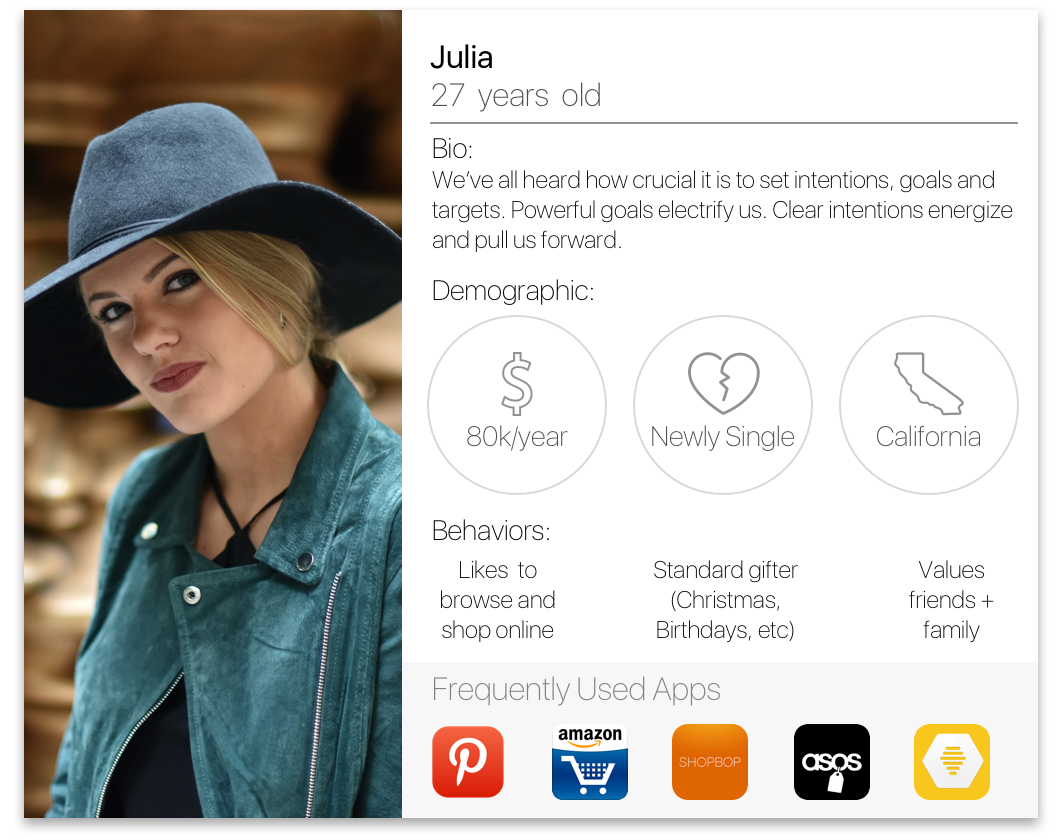 Julia
27 years old
Bio:
We’ve all heard how crucial it is to set intentions, goals and
targets. Powerful goals electrify us. Clear intentions energize
and pull us forward.
Demographic:
80k/year
Newly Single
California
Behaviors:
Likes to
browse and
shop online
Standard gifter
(Christmas,
Birthdays, etc)
Values
friends +
family
Frequently Used Apps
amazon
SHOPBOP
asos